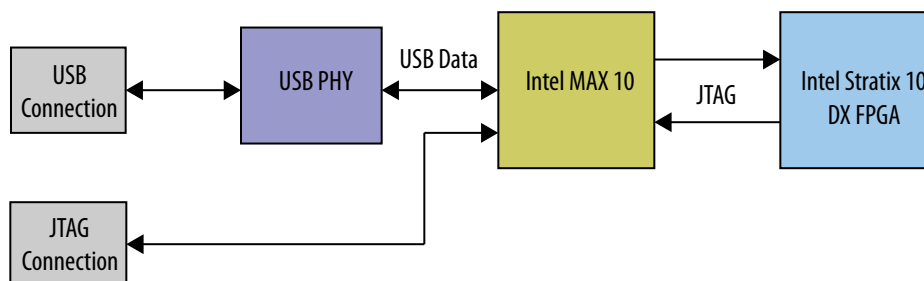 USB
Connection
USB PHY
USB Data
Intel MAX 10
JTAG
Intel Stratix 10
DX FPGA
JTAG
Connection